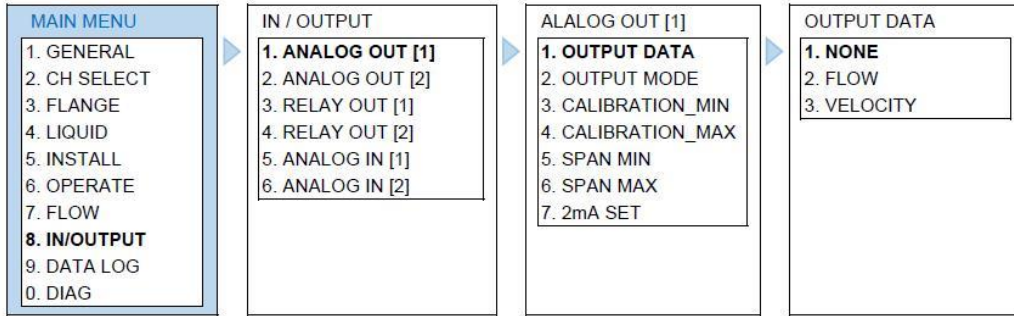 MAIN MENU
1. GENERAL
2. CH SELECT
3. FLANGE
4. LIQUID
5. INSTALL
6. OPERATE
7. FLOW
8. IN/OUTPUT
9. DATA LOG
0. DIAG
IN / OUTPUT
1. ANALOG OUT [1]
2. ANALOG OUT [2]
3. RELAY OUT [1]
4. RELAY OUT [2]
5. ANALOG IN [1]
6. ANALOG IN [2]
ALALOG OUT [1]
1. OUTPUT DATA
2. OUTPUT MODE
3. CALIBRATION_MIN
4. CALIBRATION_MAX
5. SPAN MIN
6. SPAN MAX
7. 2mA SET
OUTPUT DATA
1. NONE
2. FLOW
3. VELOCITY